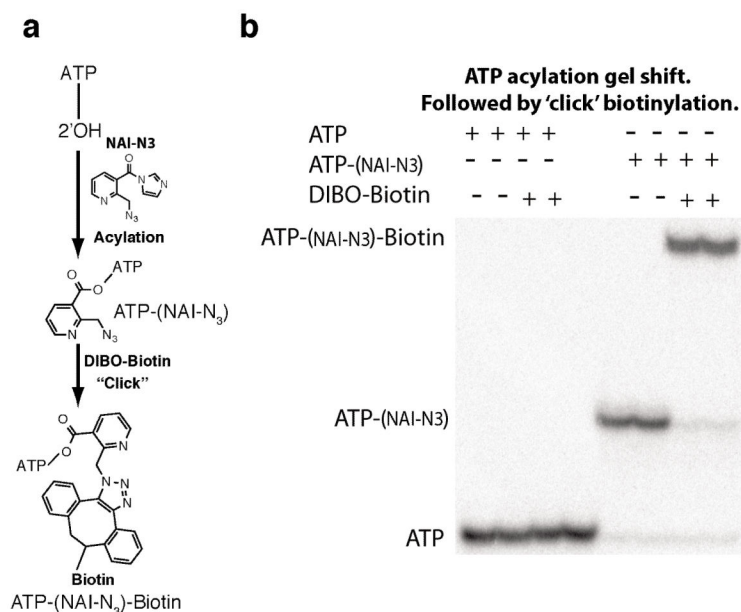 a
ATP
2'OH
NAI-N3
O
N
N
N
N3
Acylation
ATP
O
O
ATP-(NAI-N3)
N
N3
DIBO-Biotin
"Click"
O
O
N
ATP
N
N
N
Biotin
ATP-(NAI-N3)-Biotin
b
ATP acylation gel shift.
Followed by 'click' biotinylation.
ATP + + + + - - - -
ATP-(NAI-N3) - - - - + + + +
DIBO-Biotin - - + + - - + +
ATP-(NAI-N3)-Biotin
ATP-(NAI-N3)
ATP